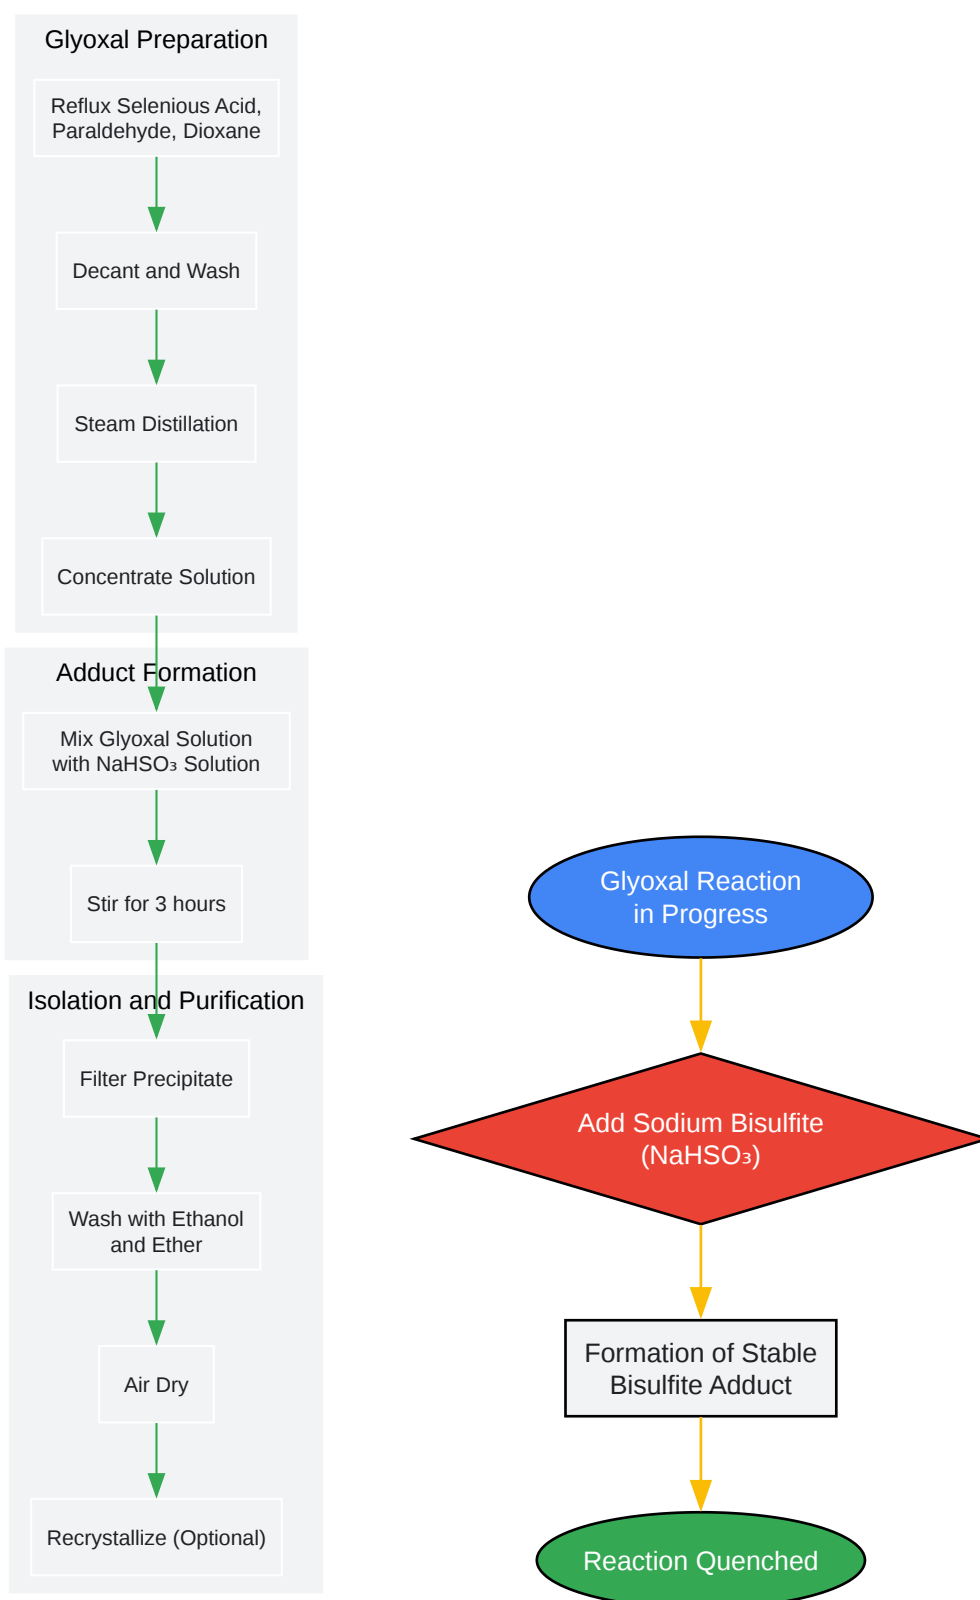 Glyoxal Preparation
Reflux Selenious Acid,
Paraldehyde, Dioxane
Decant and Wash
Steam Distillation
Concentrate Solution
Adduct Formation
Mix Glyoxal Solution
with NaHSO₃ Solution
Stir for 3 hours
Isolation and Purification
Filter Precipitate
Wash with Ethanol
and Ether
Air Dry
Recrystallize (Optional)
Glyoxal Reaction
in Progress
Add Sodium Bisulfite
(NaHSO₃)
Formation of Stable
Bisulfite Adduct
Reaction Quenched